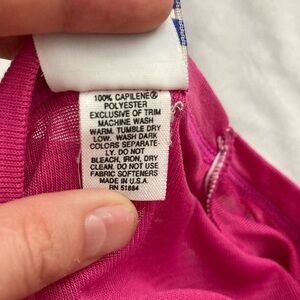 100% CAPILENE®
POLYESTER
EXCLUSIVE OF TRIM
MACHINE WASH
WARM. TUMBLE DRY
LOW. WASH DARK
COLORS SEPARATE
LY. DO NOT
BLEACH, IRON, DRY
CLEAN. DO NOT USE
FABRIC SOFTENERS
MADE IN U.S.A.
RN 51884